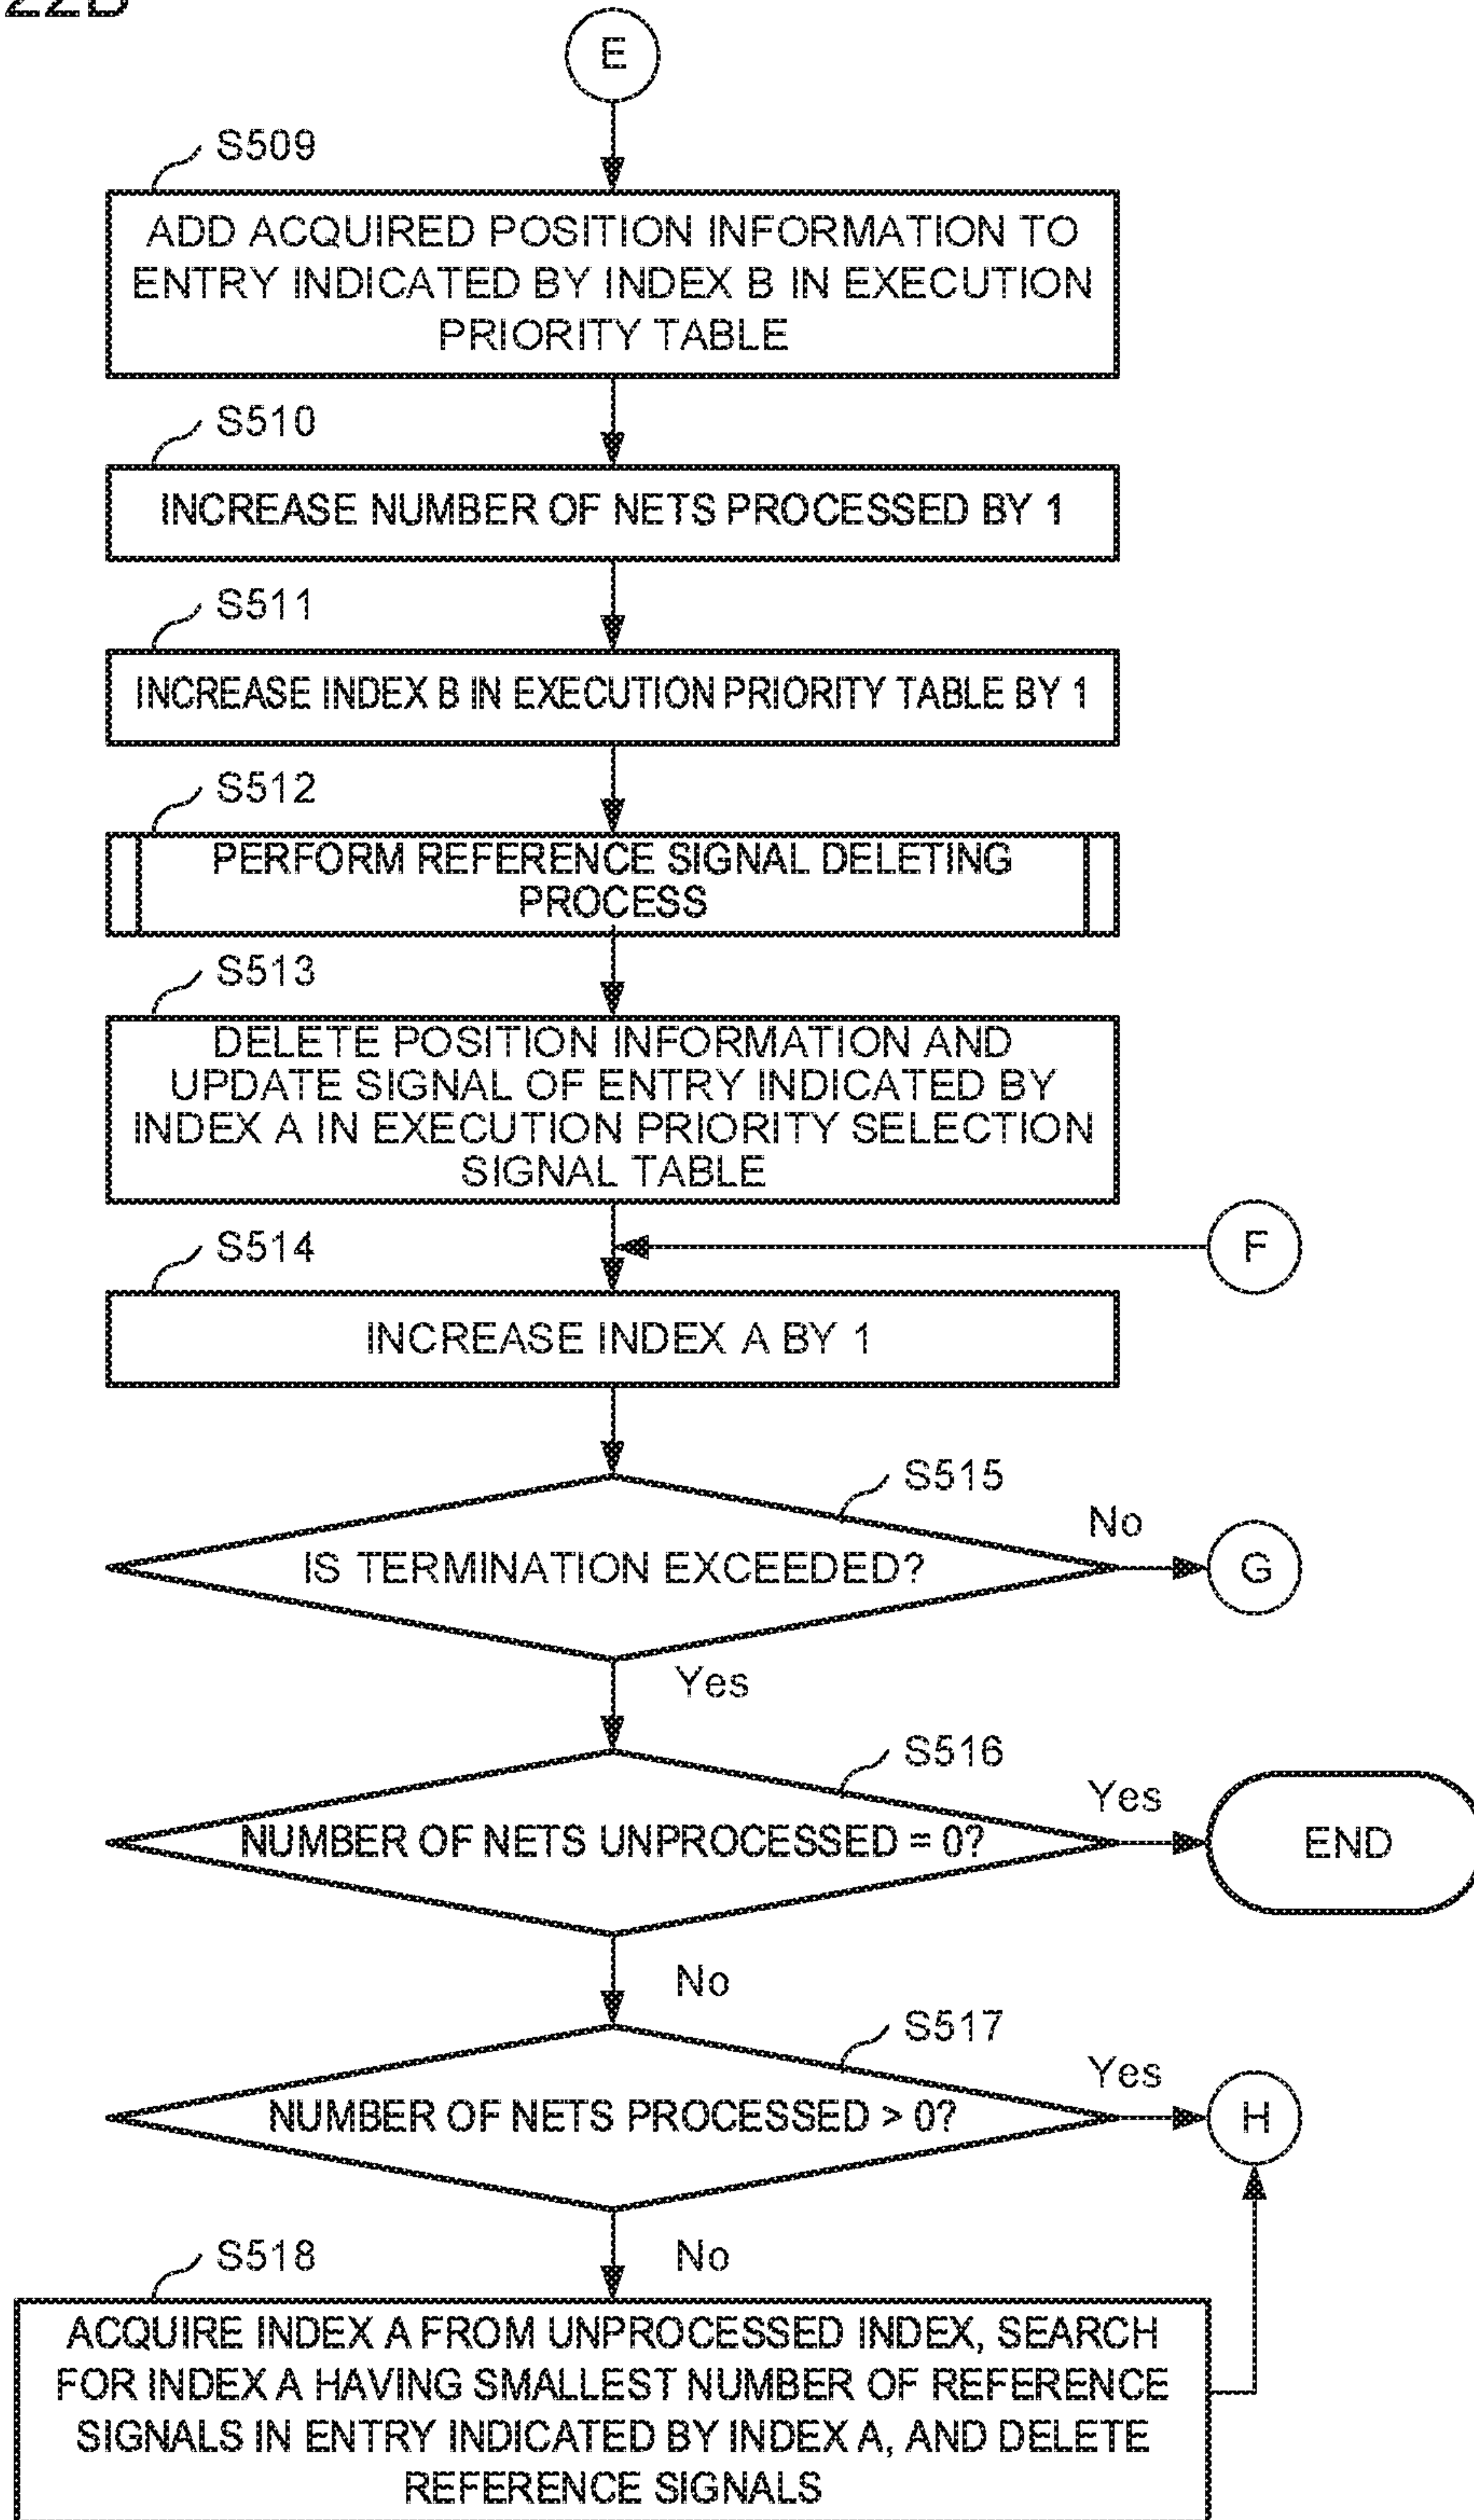 22B
E
S509
ADD ACQUIRED POSITION INFORMATION TO
ENTRY INDICATED BY INDEX B IN EXECUTION
PRIORITY TABLE
S510
INCREASE NUMBER OF NETS PROCESSED BY 1
S511
INCREASE INDEX B IN EXECUTION PRIORITY TABLE BY 1
S512
PERFORM REFERENCE SIGNAL DELETING
PROCESS
S513
DELETE POSITION INFORMATION AND
UPDATE SIGNAL OF ENTRY INDICATED BY
INDEX A IN EXECUTION PRIORITY SELECTION
SIGNAL TABLE
F
S514
INCREASE INDEX A BY 1
S515
IS TERMINATION EXCEEDED?
No
G
Yes
S516
NUMBER OF NETS UNPROCESSED = 0?
Yes
END
No
S517
NUMBER OF NETS PROCESSED > 0?
Yes
H
No
S518
ACQUIRE INDEX A FROM UNPROCESSED INDEX, SEARCH
FOR INDEX A HAVING SMALLEST NUMBER OF REFERENCE
SIGNALS IN ENTRY INDICATED BY INDEX A, AND DELETE
REFERENCE SIGNALS